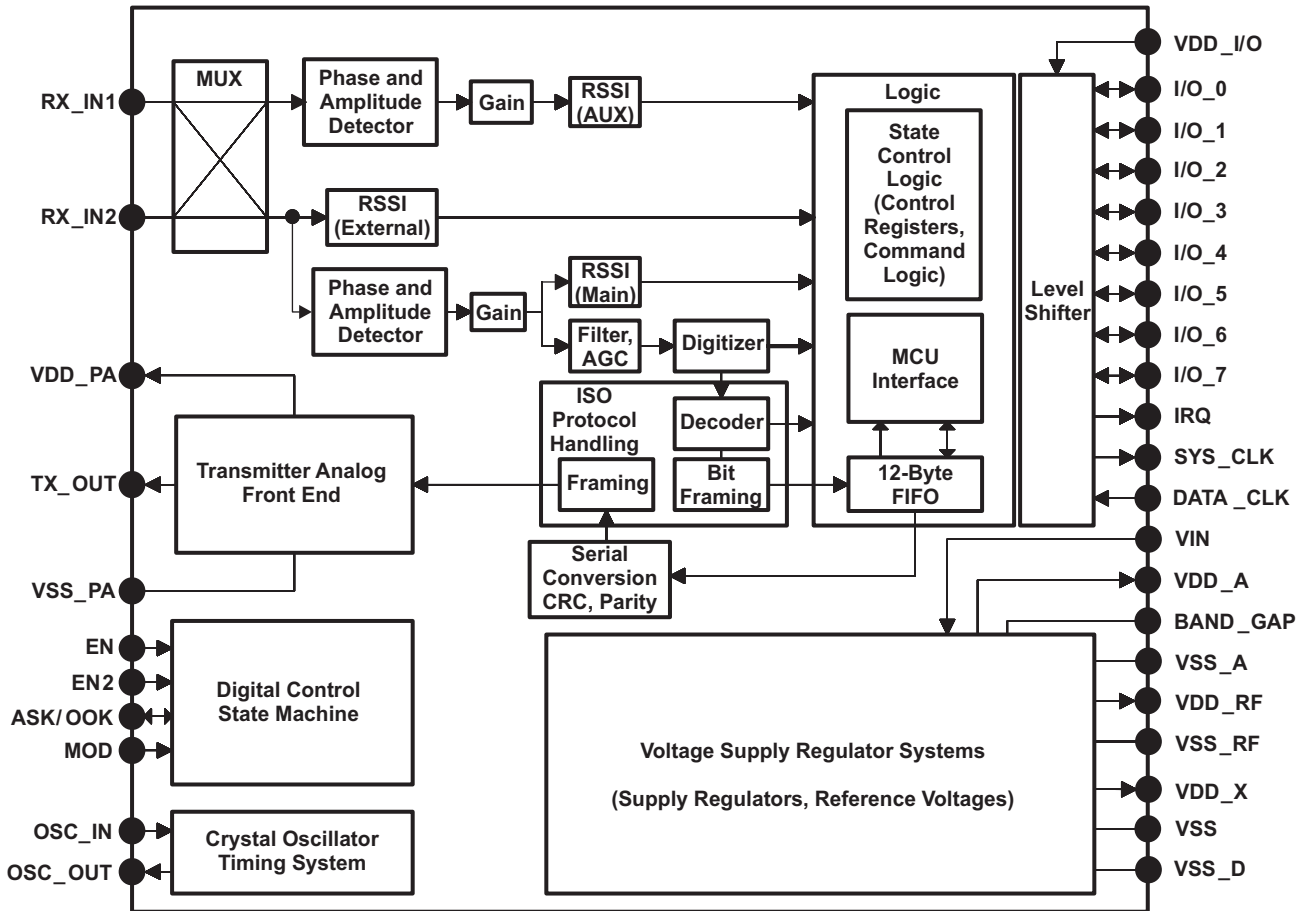 VDD_I/O
MUX
Phase and
Amplitude
Detector
Gain
RSSI
(AUX)
Logic
RX_IN1
I/O_0
I/O_1
State
Control
Logic
(Control
Registers,
Command
Logic)
I/O_2
RX_IN2
RSSI
(External)
I/O_3
I/O_4
Phase and
Amplitude
Detector
Gain
RSSI
(Main)
Level
Shifter
I/O_5
Filter,
AGC
Digitizer
MCU
Interface
I/O_6
VDD_PA
I/O_7
ISO
Protocol
Handling
Decoder
IRQ
Transmitter Analog
Front End
TX_OUT
Framing
Bit
Framing
12-Byte
FIFO
SYS_CLK
DATA_CLK
Serial
Conversion
CRC, Parity
VIN
VSS_PA
VDD_A
BAND_GAP
EN
EN2
ASK/OOK
MOD
Digital Control
State Machine
VSS_A
VDD_RF
VSS_RF
Voltage Supply Regulator Systems
(Supply Regulators, Reference Voltages)
VDD_X
OSC_IN
OSC_OUT
Crystal Oscillator
Timing System
VSS
VSS_D